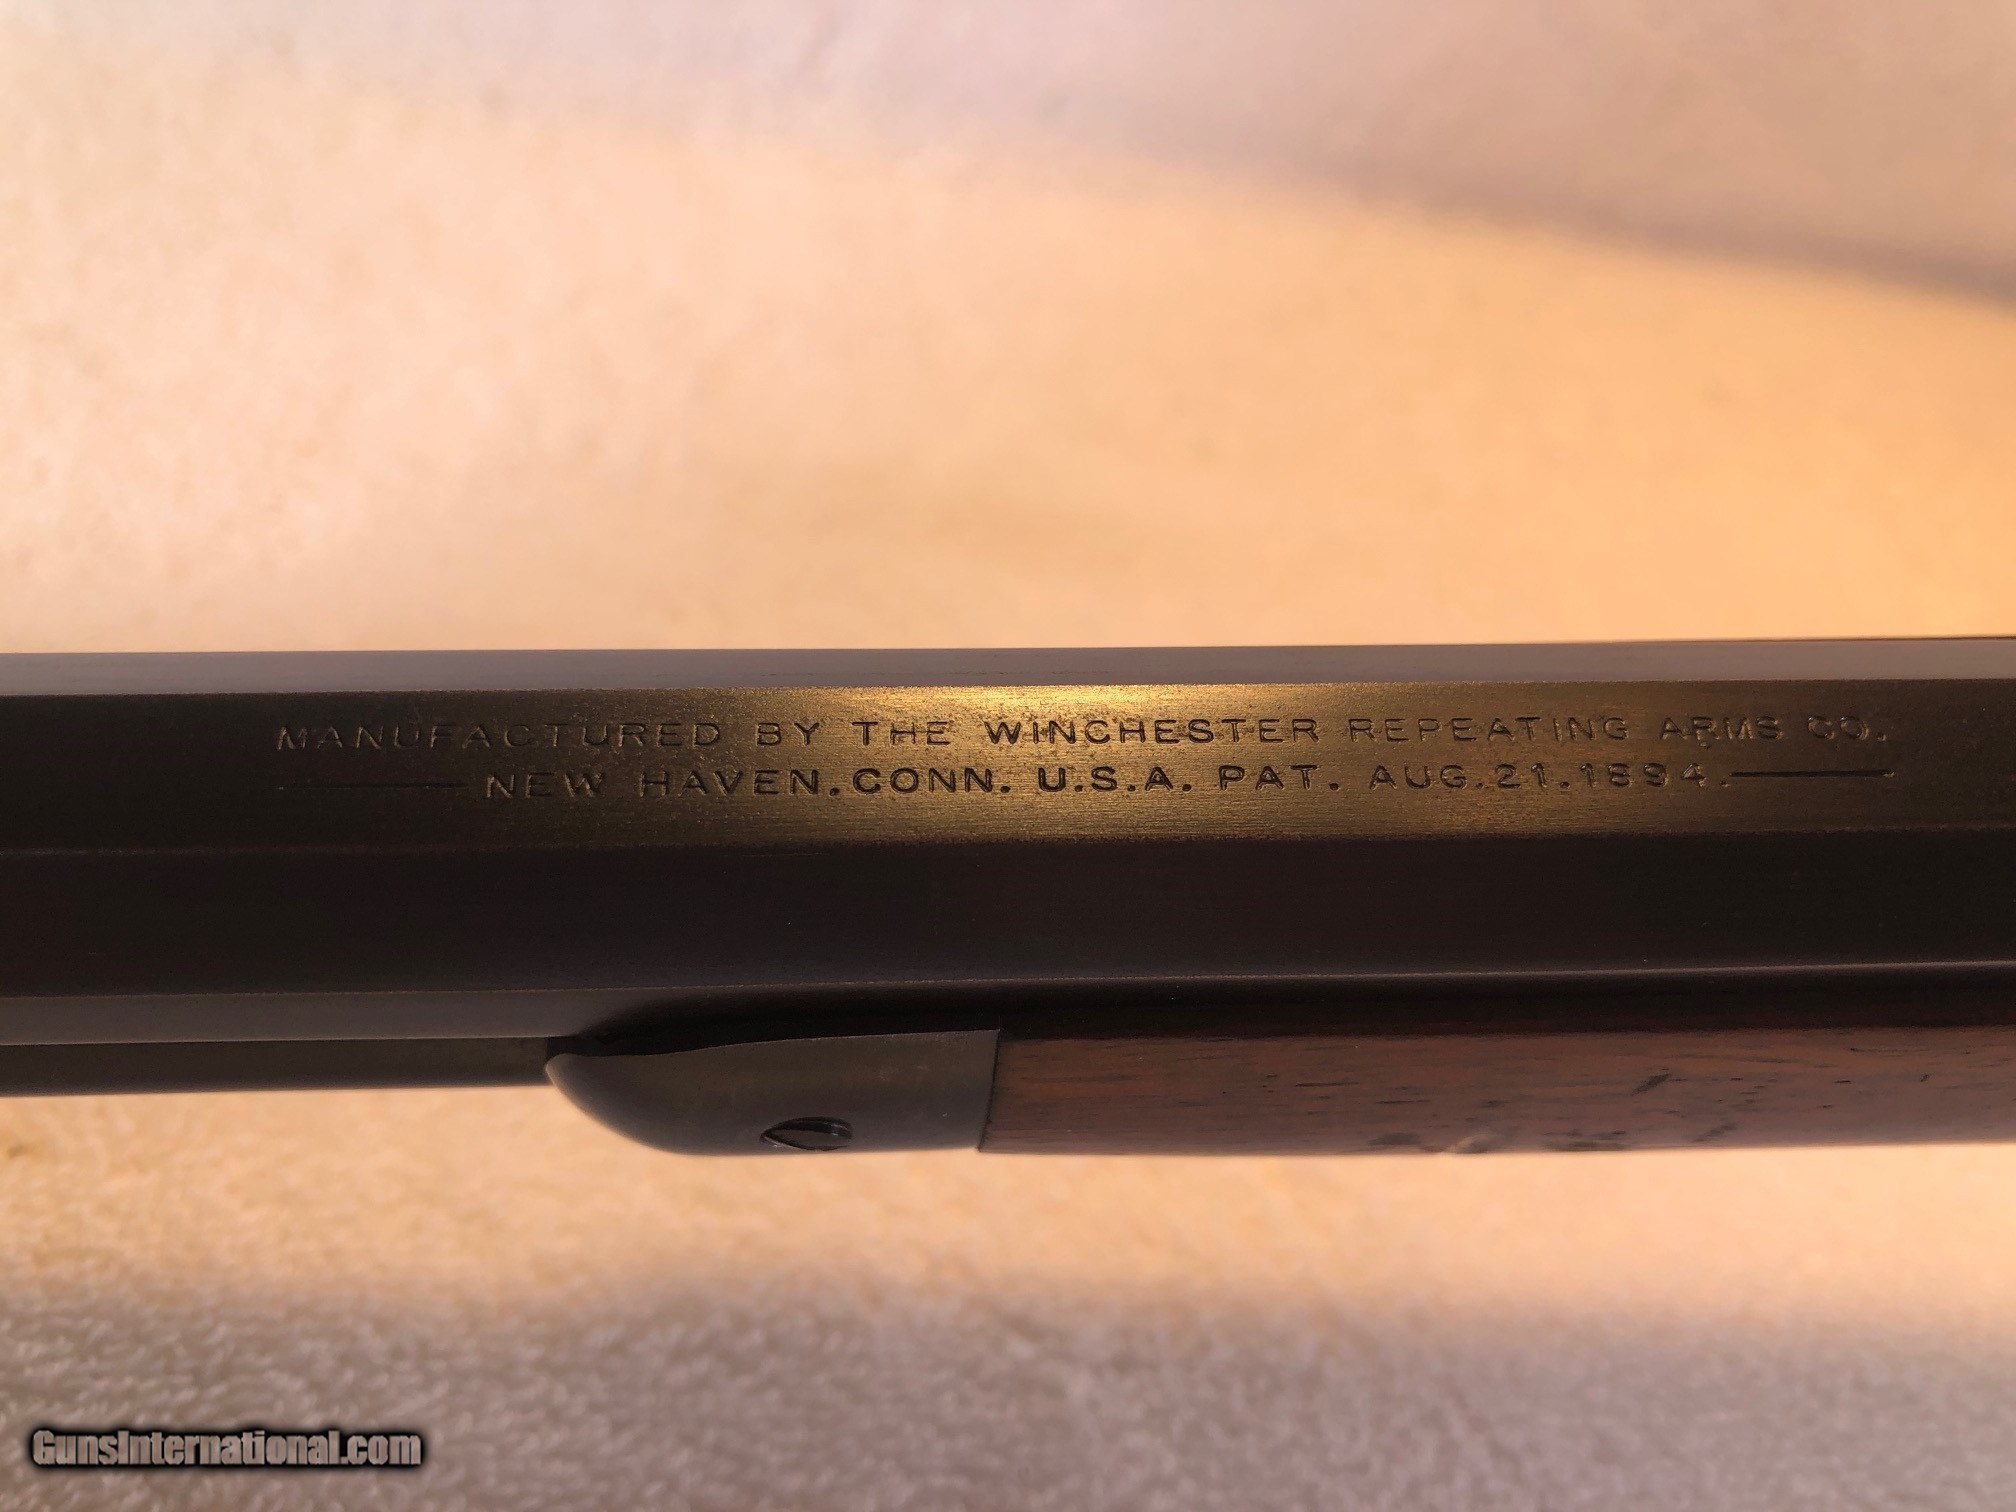 MANUFACTURED BY THE WINCHESTER REPEATING ARMS CO.
NEW HAVEN. CONN. U.S.A. PAT. AUG. 21. 1894.
GunsInternational.com